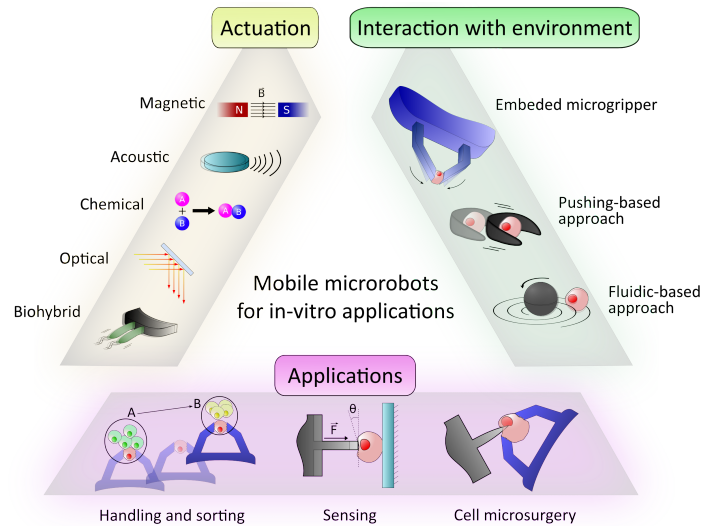 Actuation
Interaction with environment
Magnetic
B
N
S
Acoustic
Chemical
A
+
B
A
B
Optical
Biohybrid
Embeded microgripper
Pushing-based
approach
Fluidic-based
approach
Mobile microrobots
for in-vitro applications
Applications
A
B
F
θ
Handling and sorting
Sensing
Cell microsurgery